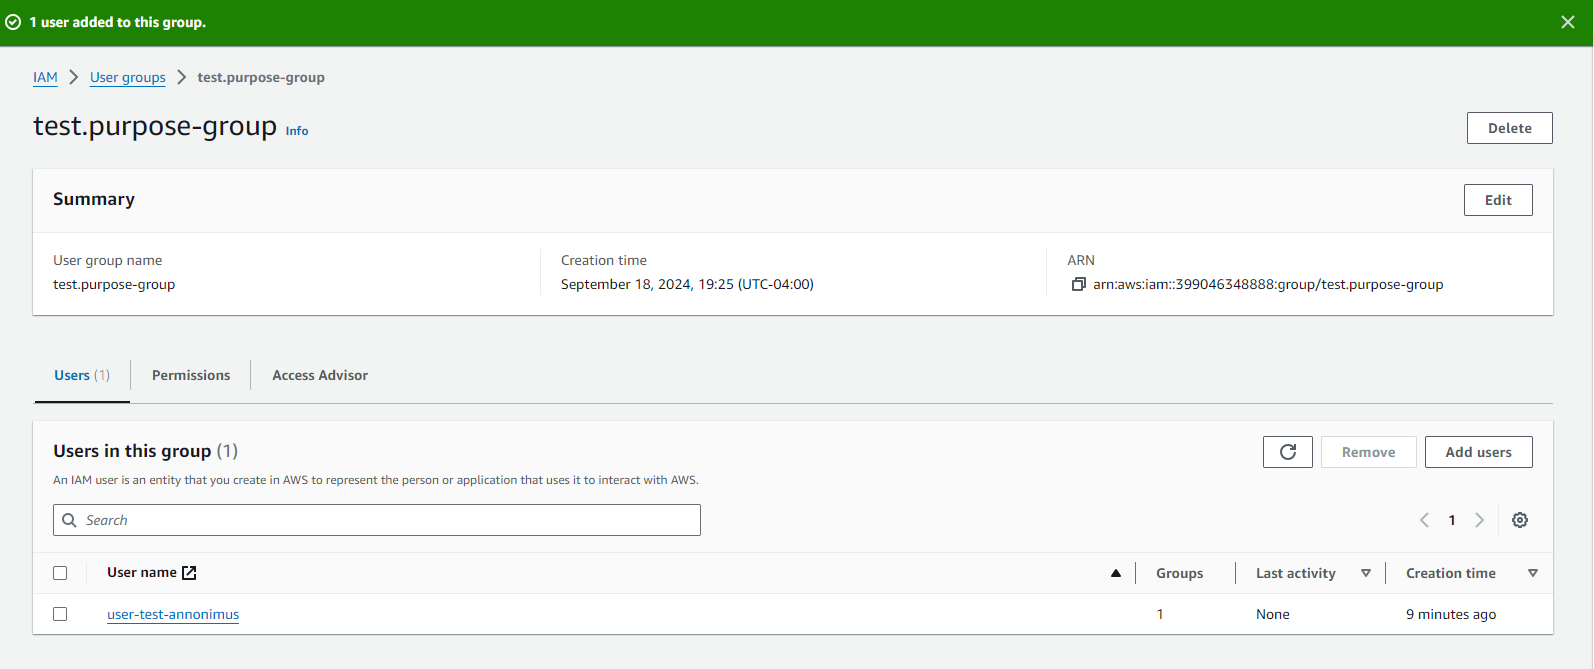 1 user added to this group.
IAM > User groups > test.purpose-group
test.purpose-group Info
Delete
Summary
Edit
User group name
test.purpose-group
Creation time
September 18, 2024, 19:25 (UTC-04:00)
ARN
arn:aws:iam::399046348888:group/test.purpose-group
Users (1)
Permissions
Access Advisor
Users in this group (1)
Remove
Add users
An IAM user is an entity that you create in AWS to represent the person or application that uses it to interact with AWS.
Search
1
User name
Groups
Last activity
Creation time
user-test-annonimus
1
None
9 minutes ago